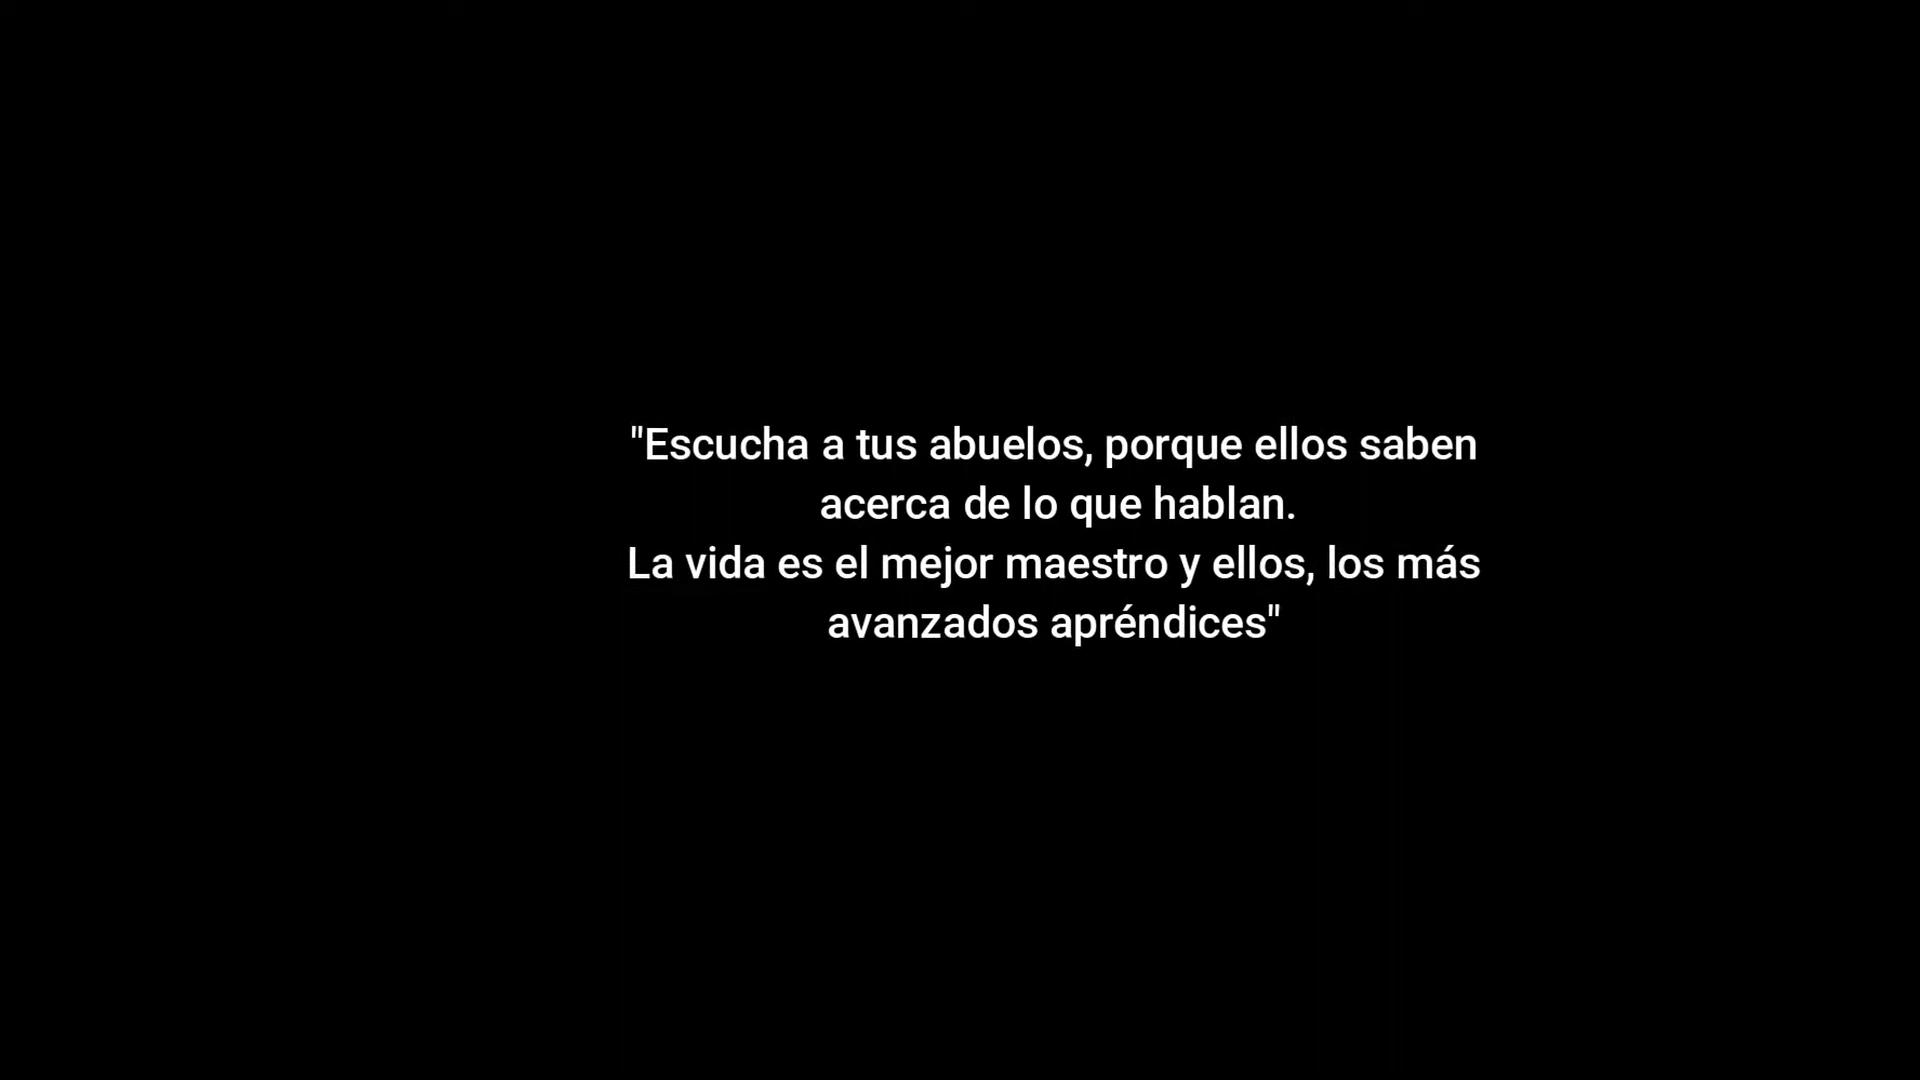 "Escucha a tus abuelos, porque ellos saben
acerca de lo que hablan.
La vida es el mejor maestro y ellos, los más
avanzados apréndices"